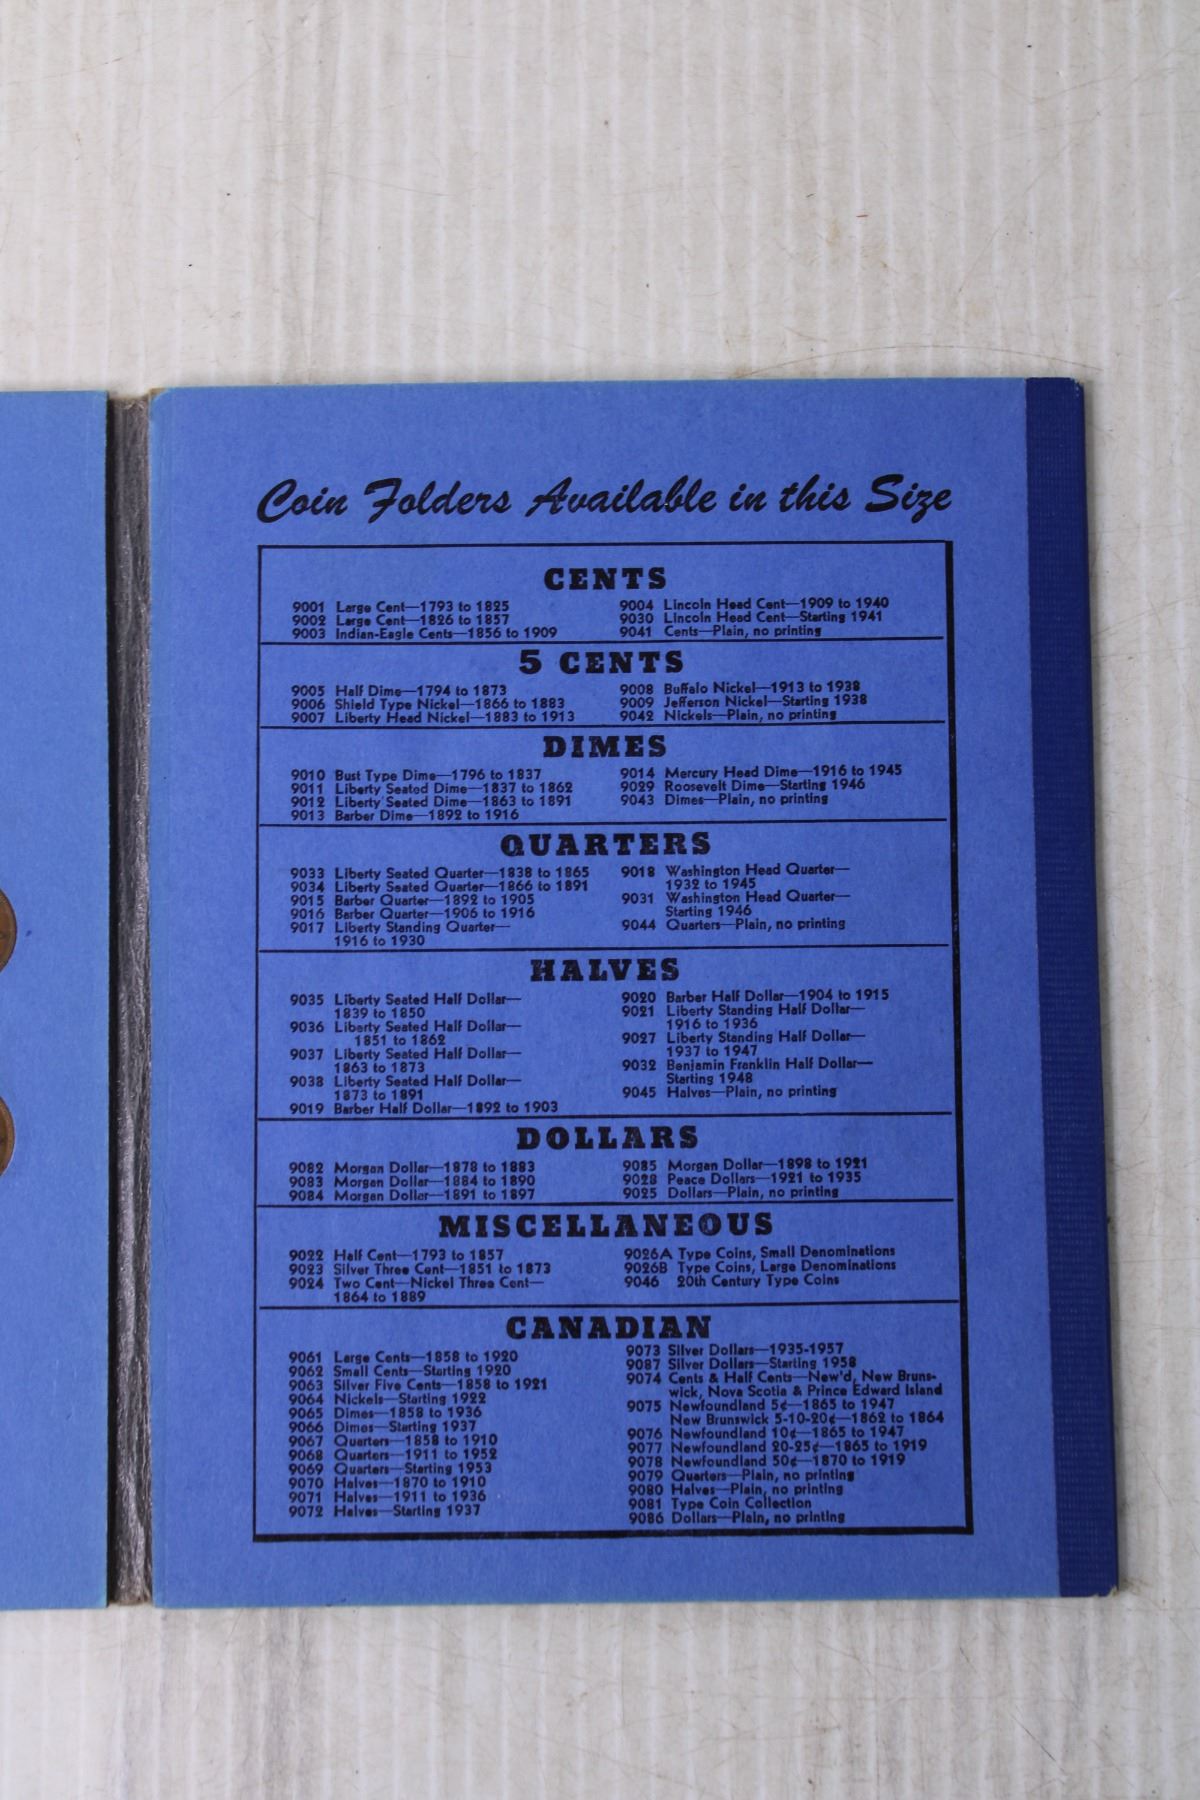 Coin Folders Available in this Size
CENTS
9001 Large Cent—1793 to 1825
9002 Large Cent—1826 to 1857
9003 Indian-Eagle Cents—1856 to 1909
9004 Lincoln Head Cent—1909 to 1940
9030 Lincoln Head Cent—Starting 1941
9041 Cents—Plain, no printing
5 CENTS
9005 Half Dime—1794 to 1873
9006 Shield Type Nickel—1866 to 1883
9007 Liberty Head Nickel—1883 to 1913
9008 Buffalo Nickel—1913 to 1938
9009 Jefferson Nickel—Starting 1938
9042 Nickels—Plain, no printing
DIMES
9010 Bust Type Dime—1796 to 1837
9011 Liberty Seated Dime—1837 to 1862
9012 Liberty Seated Dime—1863 to 1891
9013 Barber Dime—1892 to 1916
9014 Mercury Head Dime—1916 to 1945
9029 Roosevelt Dime—Starting 1946
9043 Dimes—Plain, no printing
QUARTERS
9033 Liberty Seated Quarter—1838 to 1865
9034 Liberty Seated Quarter—1866 to 1891
9015 Barber Quarter—1892 to 1905
9016 Barber Quarter—1906 to 1916
9017 Liberty Standing Quarter—
1916 to 1930
9018 Washington Head Quarter—
1932 to 1945
9031 Washington Head Quarter—
Starting 1946
9044 Quarters—Plain, no printing
HALVES
9035 Liberty Seated Half Dollar—
1839 to 1850
9036 Liberty Seated Half Dollar—
1851 to 1862
9037 Liberty Seated Half Dollar—
1863 to 1873
9038 Liberty Seated Half Dollar—
1873 to 1891
9019 Barber Half Dollar—1892 to 1903
9020 Barber Half Dollar—1904 to 1915
9021 Liberty Standing Half Dollar—
1916 to 1936
9027 Liberty Standing Half Dollar—
1937 to 1947
9032 Benjamin Franklin Half Dollar—
Starting 1948
9045 Halves—Plain, no printing
DOLLARS
9082 Morgan Dollar—1878 to 1883
9083 Morgan Dollar—1884 to 1890
9084 Morgan Dollar—1891 to 1897
9085 Morgan Dollar—1898 to 1921
9028 Peace Dollars—1921 to 1935
9025 Dollars—Plain, no printing
MISCELLANEOUS
9022 Half Cent—1793 to 1857
9023 Silver Three Cent—1851 to 1873
9024 Two Cent—Nickel Three Cent—
1864 to 1889
9026A Type Coins, Small Denominations
9026B Type Coins, Large Denominations
9046 20th Century Type Coins
CANADIAN
9061 Large Cents—1858 to 1920
9062 Small Cents—Starting 1920
9063 Silver Five Cents—1858 to 1921
9064 Nickels—Starting 1922
9065 Dimes—1858 to 1936
9066 Dimes—Starting 1937
9067 Quarters—1858 to 1910
9068 Quarters—1911 to 1952
9069 Quarters—Starting 1953
9070 Halves—1870 to 1910
9071 Halves—1911 to 1936
9072 Halves—Starting 1937
9073 Silver Dollars—1935-1957
9087 Silver Dollars—Starting 1958
9074 Cents & Half Cents—New'd, New Bruns-
wick, Nova Scotia & Prince Edward Island
9075 Newfoundland 5¢—1865 to 1947
New Brunswick 5-10-20¢—1862 to 1864
9076 Newfoundland 10¢—1865 to 1947
9077 Newfoundland 20-25¢—1865 to 1919
9078 Newfoundland 50¢—1870 to 1919
9079 Quarters—Plain, no printing
9080 Halves—Plain, no printing
9081 Type Coin Collection
9086 Dollars—Plain, no printing